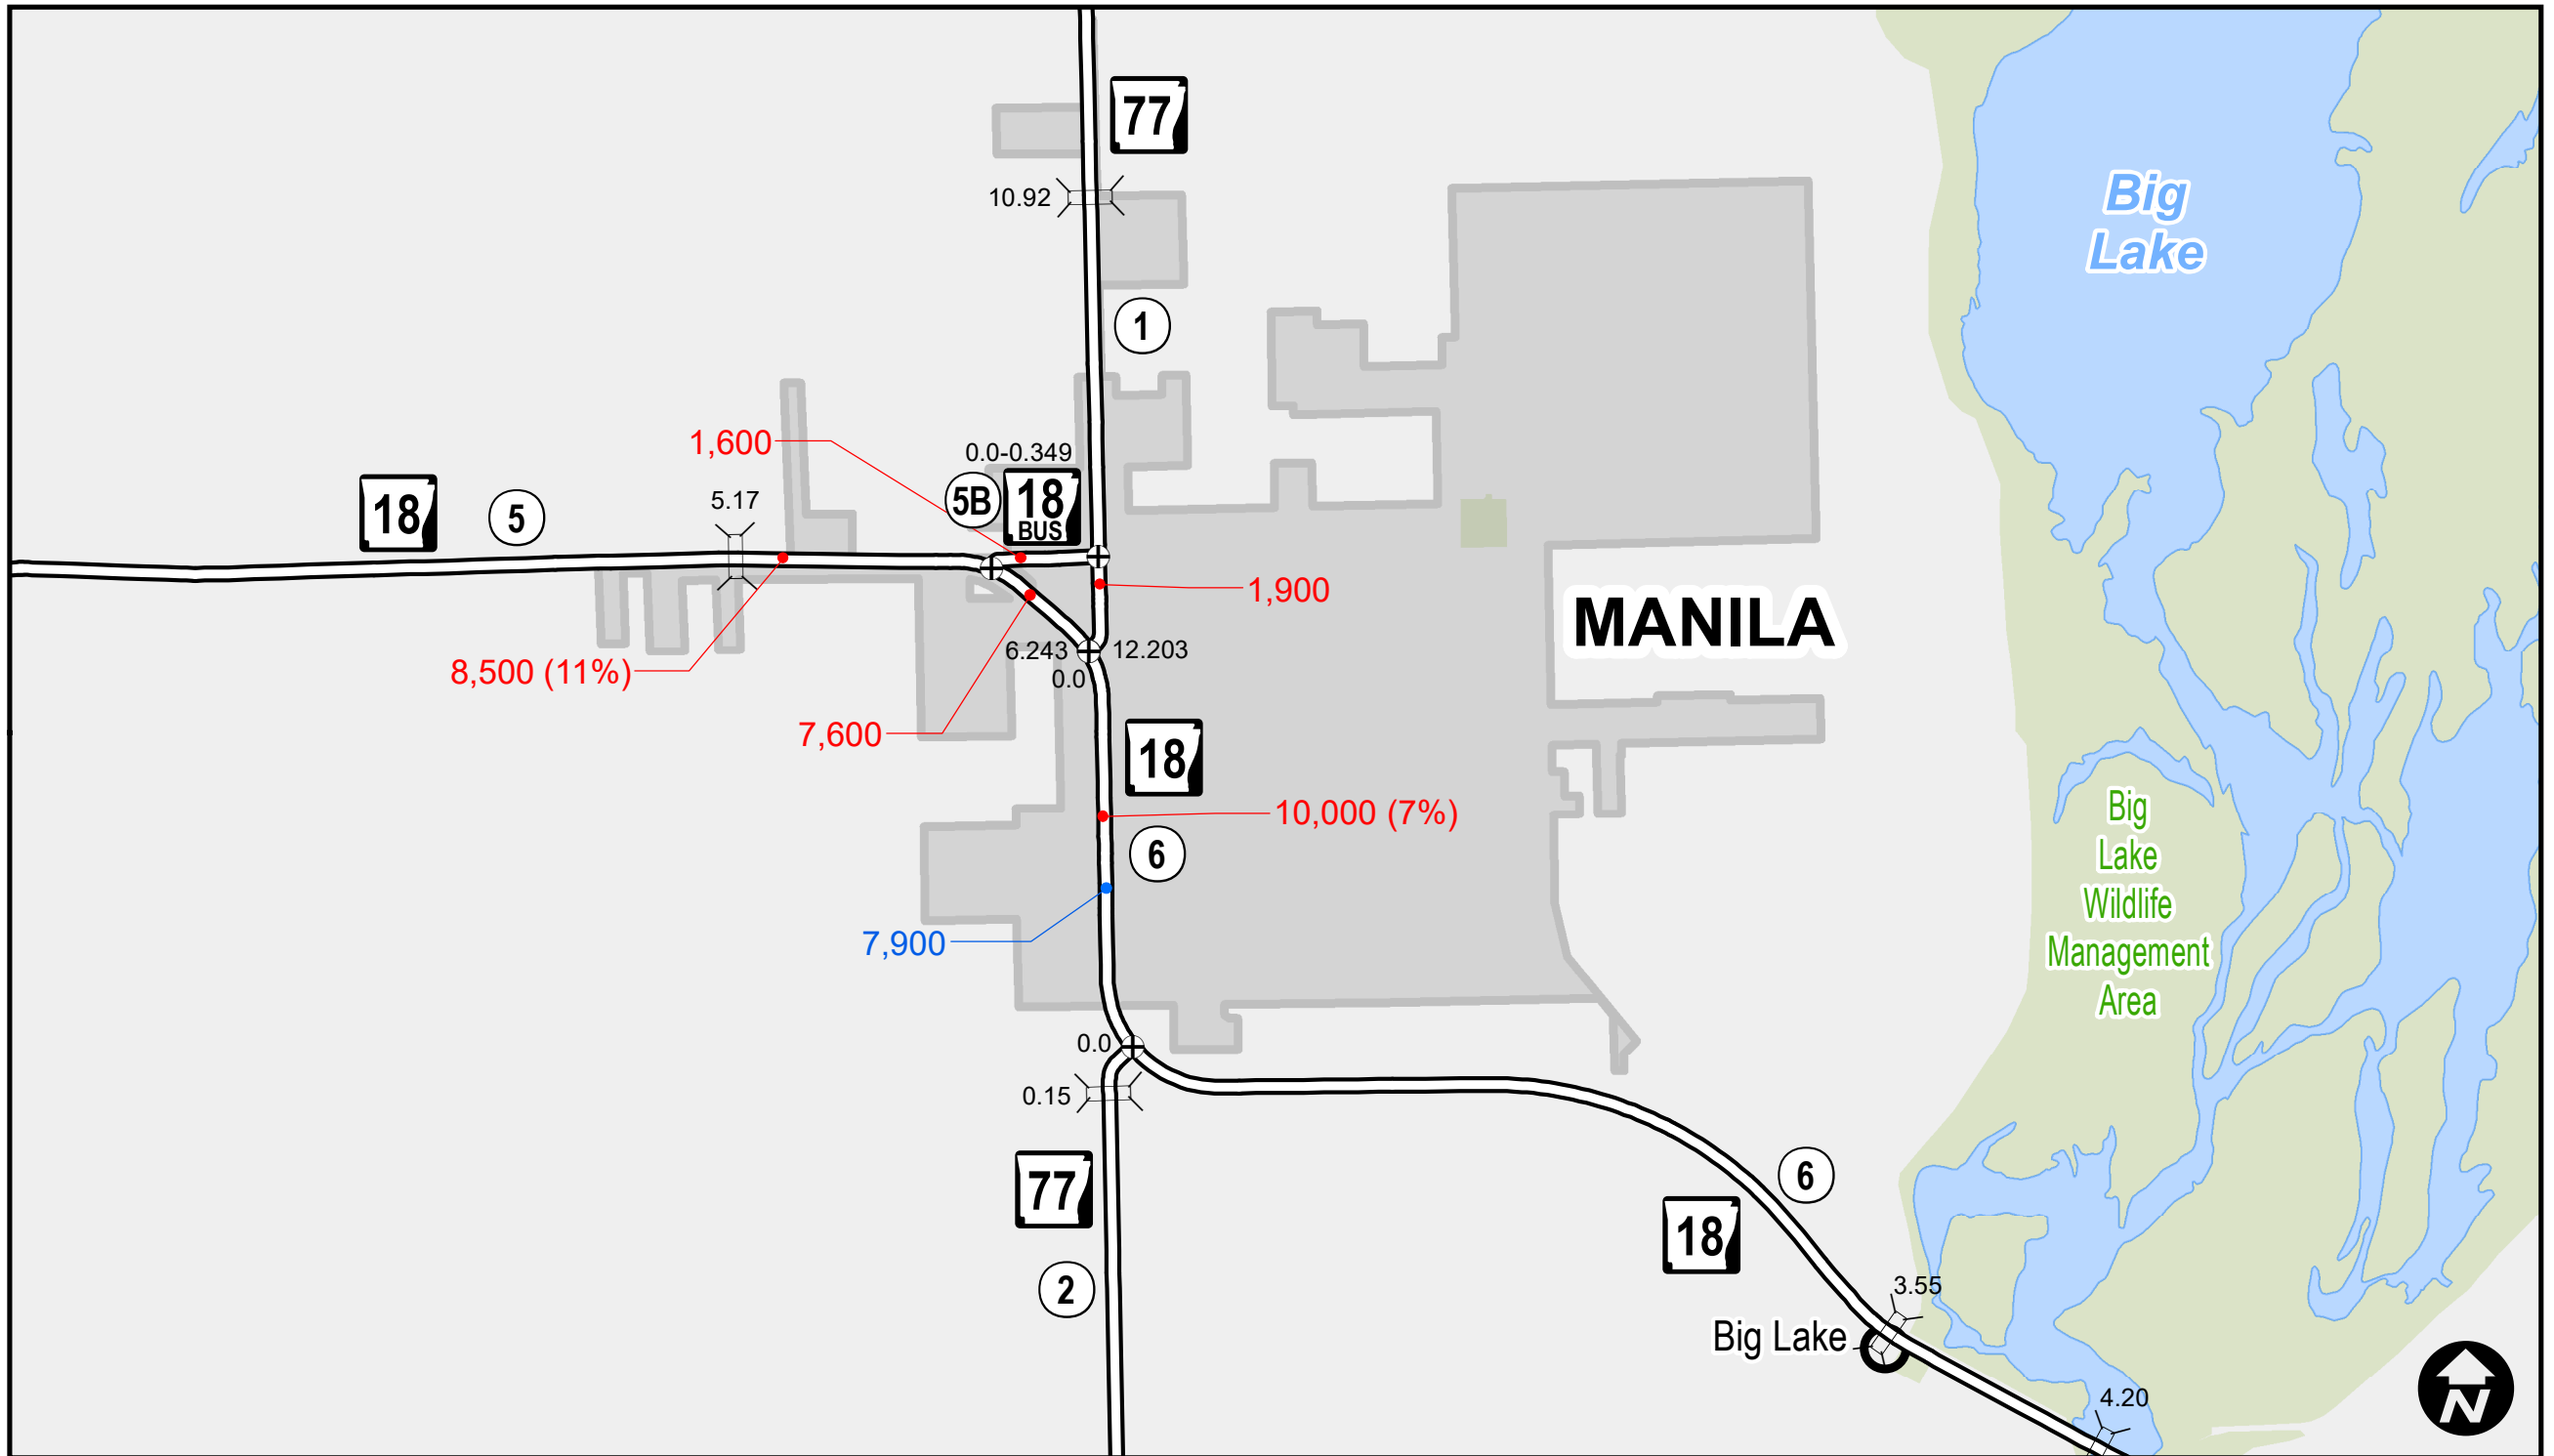 77
10.92
Big
Lake
1
1,600
0.0-0.349
18
5
5.17
5B
18
BUS
1,900
MANILA
6.243
12.203
0.0
8,500 (11%)
7,600
18
10,000 (7%)
6
7,900
Big
Lake
Wildlife
Management
Area
0.0
0.15
77
2
6
18
3.55
Big Lake
4.20
N